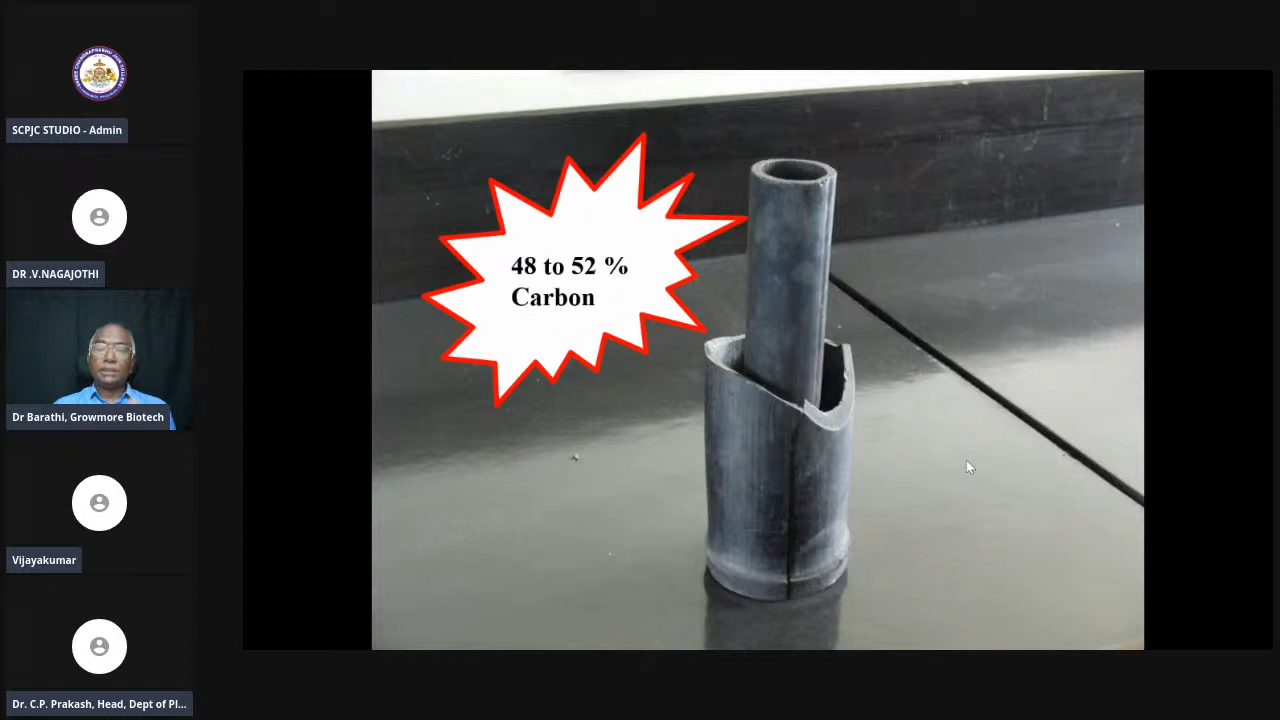 SCPJC STUDIO - Admin
DR .V.NAGAJOTHI
Dr Barathi, Growmore Biotech
Vijayakumar
Dr. C.P. Prakash, Head, Dept of Pl...
48 to 52 %
Carbon